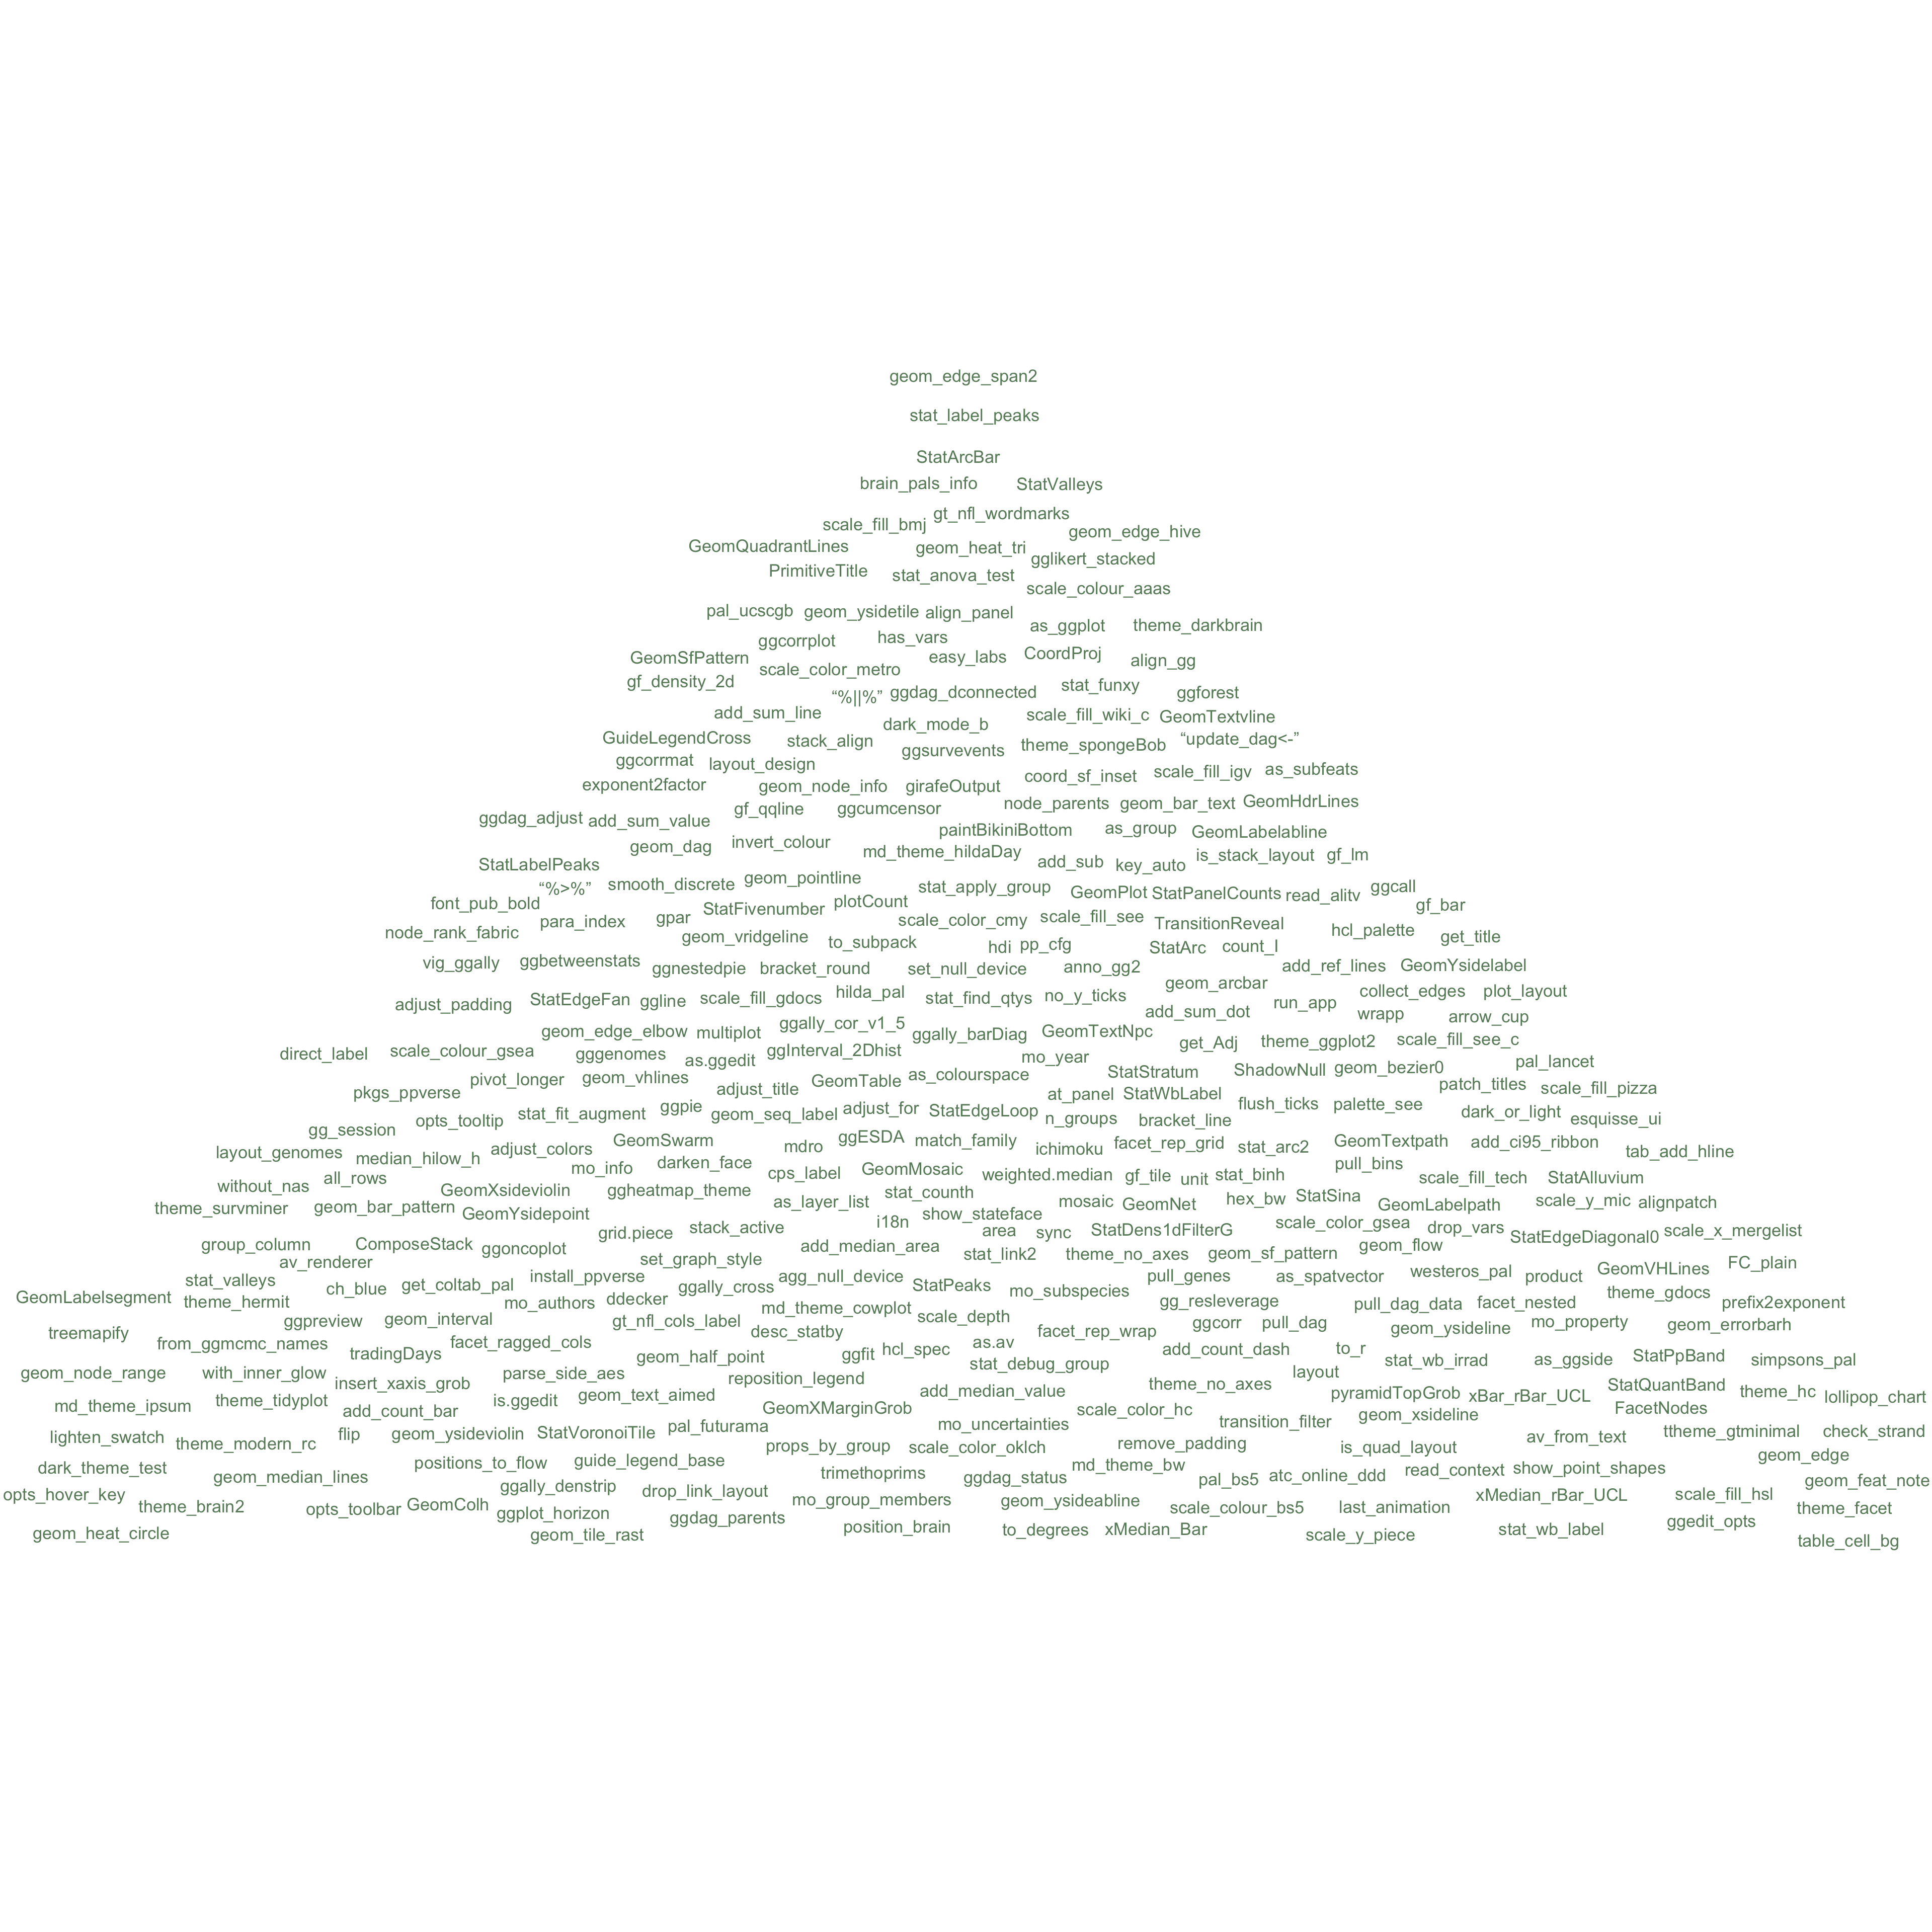 geom_edge_span2
stat_label_peaks
StatArcBar
brain_pals_info StatValleys
gt_nfl_wordmarks
scale_fill_bmj geom_edge_hive
GeomQuadrantLines geom_heat_tri
gglikert_stacked
PrimitiveTitle stat_anova_test
scale_colour_aaas
pal_ucscgb geom_ysidetile align_panel
as_ggplot theme_darkbrain
ggcorrplot has_vars
GeomSfPattern easy_labs CoordProj align_gg
scale_color_metro
gf_density_2d stat_funxy
“%||%” ggdag_dconnected ggforest
add_sum_line scale_fill_wiki_c GeomTextvline
dark_mode_b
GuideLegendCross stack_align theme_spongeBob “update_dag<-”
ggsurvevents
ggcorrmat layout_design scale_fill_igv as_subfeats
coord_sf_inset
exponent2factor geom_node_info girafeOutput
gf_qqline ggcumcensor node_parents geom_bar_text GeomHdrLines
ggdag_adjust add_sum_value
paintBikiniBottom as_group GeomLabelabline
geom_dag invert_colour md_theme_hildaDay
StatLabelPeaks add_sub key_auto is_stack_layout gf_lm
“%>%” smooth_discrete geom_pointline stat_apply_group GeomPlot StatPanelCounts read_alitv ggcall
font_pub_bold StatFivenumber plotCount gf_bar
para_index gpar scale_color_cmy scale_fill_see TransitionReveal
node_rank_fabric geom_vridgeline to_subpack hdi pp_cfg StatArc count_I hcl_palette get_title
vig_ggally ggbetweenstats ggnestedpie bracket_round set_null_device anno_gg2 add_ref_lines GeomYsidelabel
geom_arcbar
adjust_padding StatEdgeFan ggline scale_fill_gdocs hilda_pal stat_find_qtys no_y_ticks run_app collect_edges plot_layout
add_sum_dot wrapp arrow_cup
geom_edge_elbow multiplot ggally_cor_v1_5 ggally_barDiag GeomTextNpc get_Adj theme_ggplot2 scale_fill_see_c
direct_label scale_colour_gsea gggenomes as.ggedit ggInterval_2Dhist mo_year pal_lancet
pivot_longer geom_vhlines GeomTable as_colourspace StatStratum ShadowNull geom_bezier0
pkgs_ppverse adjust_title at_panel StatWbLabel patch_titles scale_fill_pizza
opts_tooltip stat_fit_augment ggpie geom_seq_label adjust_for StatEdgeLoop n_groups bracket_line flush_ticks palette_see dark_or_light esquisse_ui
gg_session GeomSwarm ggESDA match_family
layout_genomes median_hilow_h adjust_colors mdro ichimoku facet_rep_grid stat_arc2 GeomTextpath add_ci95_ribbon tab_add_hline
mo_info darken_face cps_label GeomMosaic weighted.median gf_tile unit stat_binh pull_bins
without_nas all_rows GeomXsideviolin ggheatmap_theme stat_counth scale_fill_tech StatAlluvium
theme_survminer geom_bar_pattern GeomYsidepoint as_layer_list mosaic GeomNet hex_bw StatSina GeomLabelpath scale_y_mic alignpatch
grid.piece stack_active i18n show_stateface area sync StatDens1dFilterG scale_color_gsea drop_vars StatEdgeDiagonal0 scale_x_mergelist
group_column ComposeStack ggoncoplot add_median_area geom_flow
av_renderer set_graph_style stat_link2 theme_no_axes geom_sf_pattern FC_plain
stat_valleys ch_blue get_coltab_pal install_ppverse ggally_cross agg_null_device StatPeaks mo_subspecies pull_genes as_spatvector westeros_pal product GeomVHLines
GeomLabelsegment theme_hermit mo_authors ddecker md_theme_cowplot gg_resleverage pull_dag_data facet_nested theme_gdocs prefix2exponent
ggpreview geom_interval gt_nfl_cols_label scale_depth ggcorr pull_dag mo_property geom_errorbarh
treemapify from_ggmcmc_names facet_ragged_cols desc_statby facet_rep_wrap geom_ysideline
tradingDays geom_half_point ggfit hcl_spec as.av add_count_dash to_r StatPpBand simpsons_pal
geom_node_range with_inner_glow parse_side_aes reposition_legend stat_debug_group layout stat_wb_irrad as_ggside
insert_xaxis_grob add_median_value theme_no_axes pyramidTopGrob xBar_rBar_UCL StatQuantBand theme_hc lollipop_chart
md_theme_ipsum theme_tidyplot add_count_bar is.ggedit geom_text_aimed GeomXMarginGrob scale_color_hc geom_xsideline FacetNodes
lighten_swatch theme_modern_rc flip geom_ysideviolin StatVoronoiTile pal_futurama mo_uncertainties transition_filter av_from_text ttheme_gtminimal check_strand
props_by_group scale_color_oklch remove_padding is_quad_layout geom_edge
dark_theme_test geom_median_lines positions_to_flow guide_legend_base trimethoprims ggdag_status md_theme_bw pal_bs5 atc_online_ddd read_context show_point_shapes geom_feat_note
opts_hover_key theme_brain2 opts_toolbar GeomColh ggally_denstrip drop_link_layout mo_group_members geom_ysideabline scale_colour_bs5 last_animation xMedian_rBar_UCL scale_fill_hsl theme_facet
ggplot_horizon ggdag_parents ggedit_opts
geom_heat_circle geom_tile_rast position_brain to_degrees xMedian_Bar scale_y_piece stat_wb_label table_cell_bg